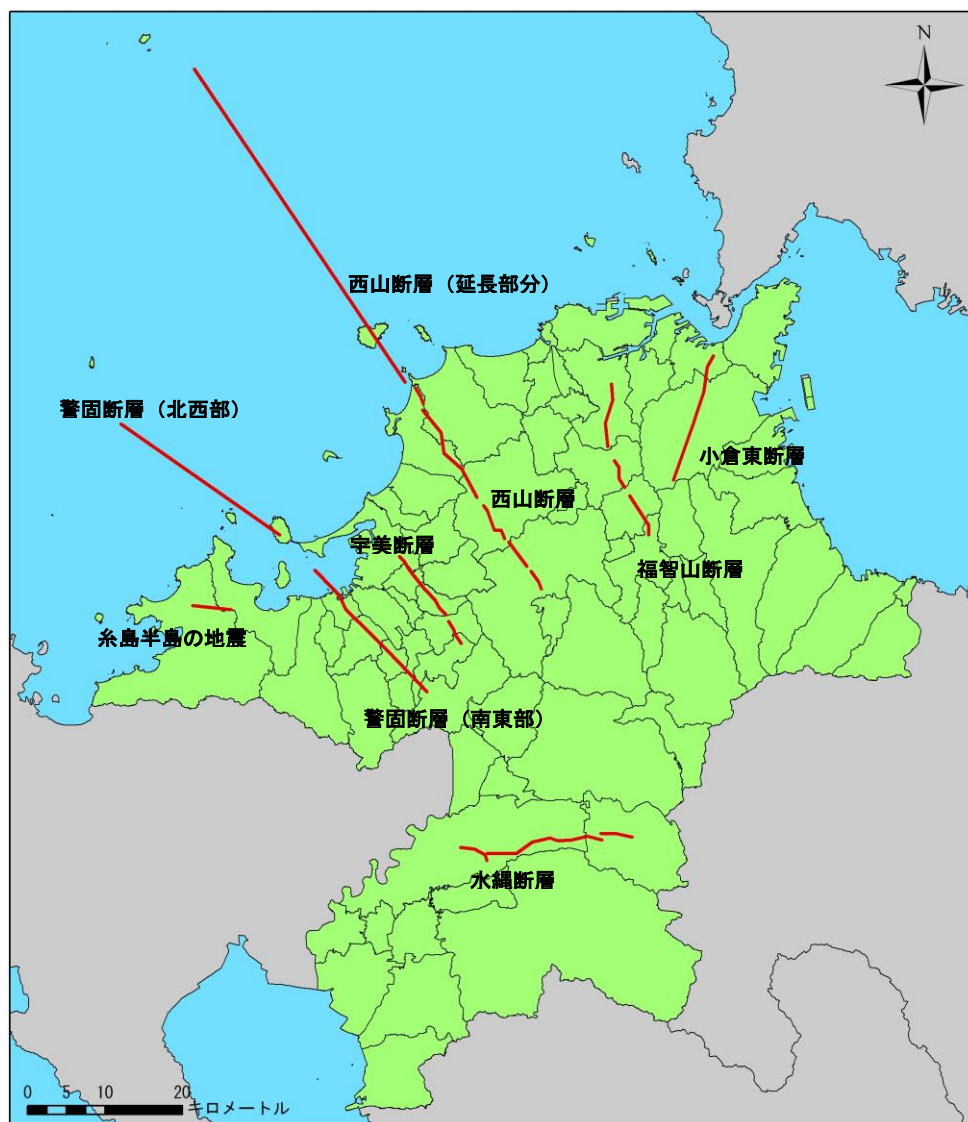 N
西山断層（延長部分）
警固断層（北西部）
小倉東断層
西山断層
宇美断層
福智山断層
糸島半島の地震
警固断層（南東部）
水縄断層
0 5 10 20
キロメートル